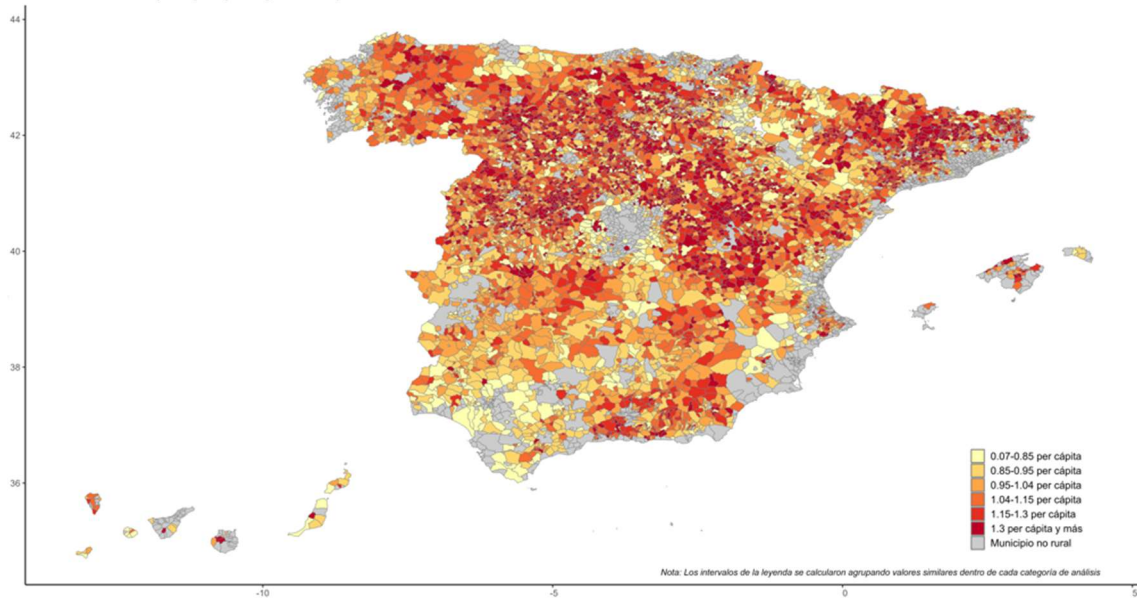 44
42
40
38
36
0.07-0.85 per cápita
0.85-0.95 per cápita
0.95-1.04 per cápita
1.04-1.15 per cápita
1.15-1.3 per cápita
1.3 per cápita y más
Municipio no rural
Nota: Los intervalos de la leyenda se calcularon agrupando valores similares dentro de cada categoría de análisis
-10
-5
0
5